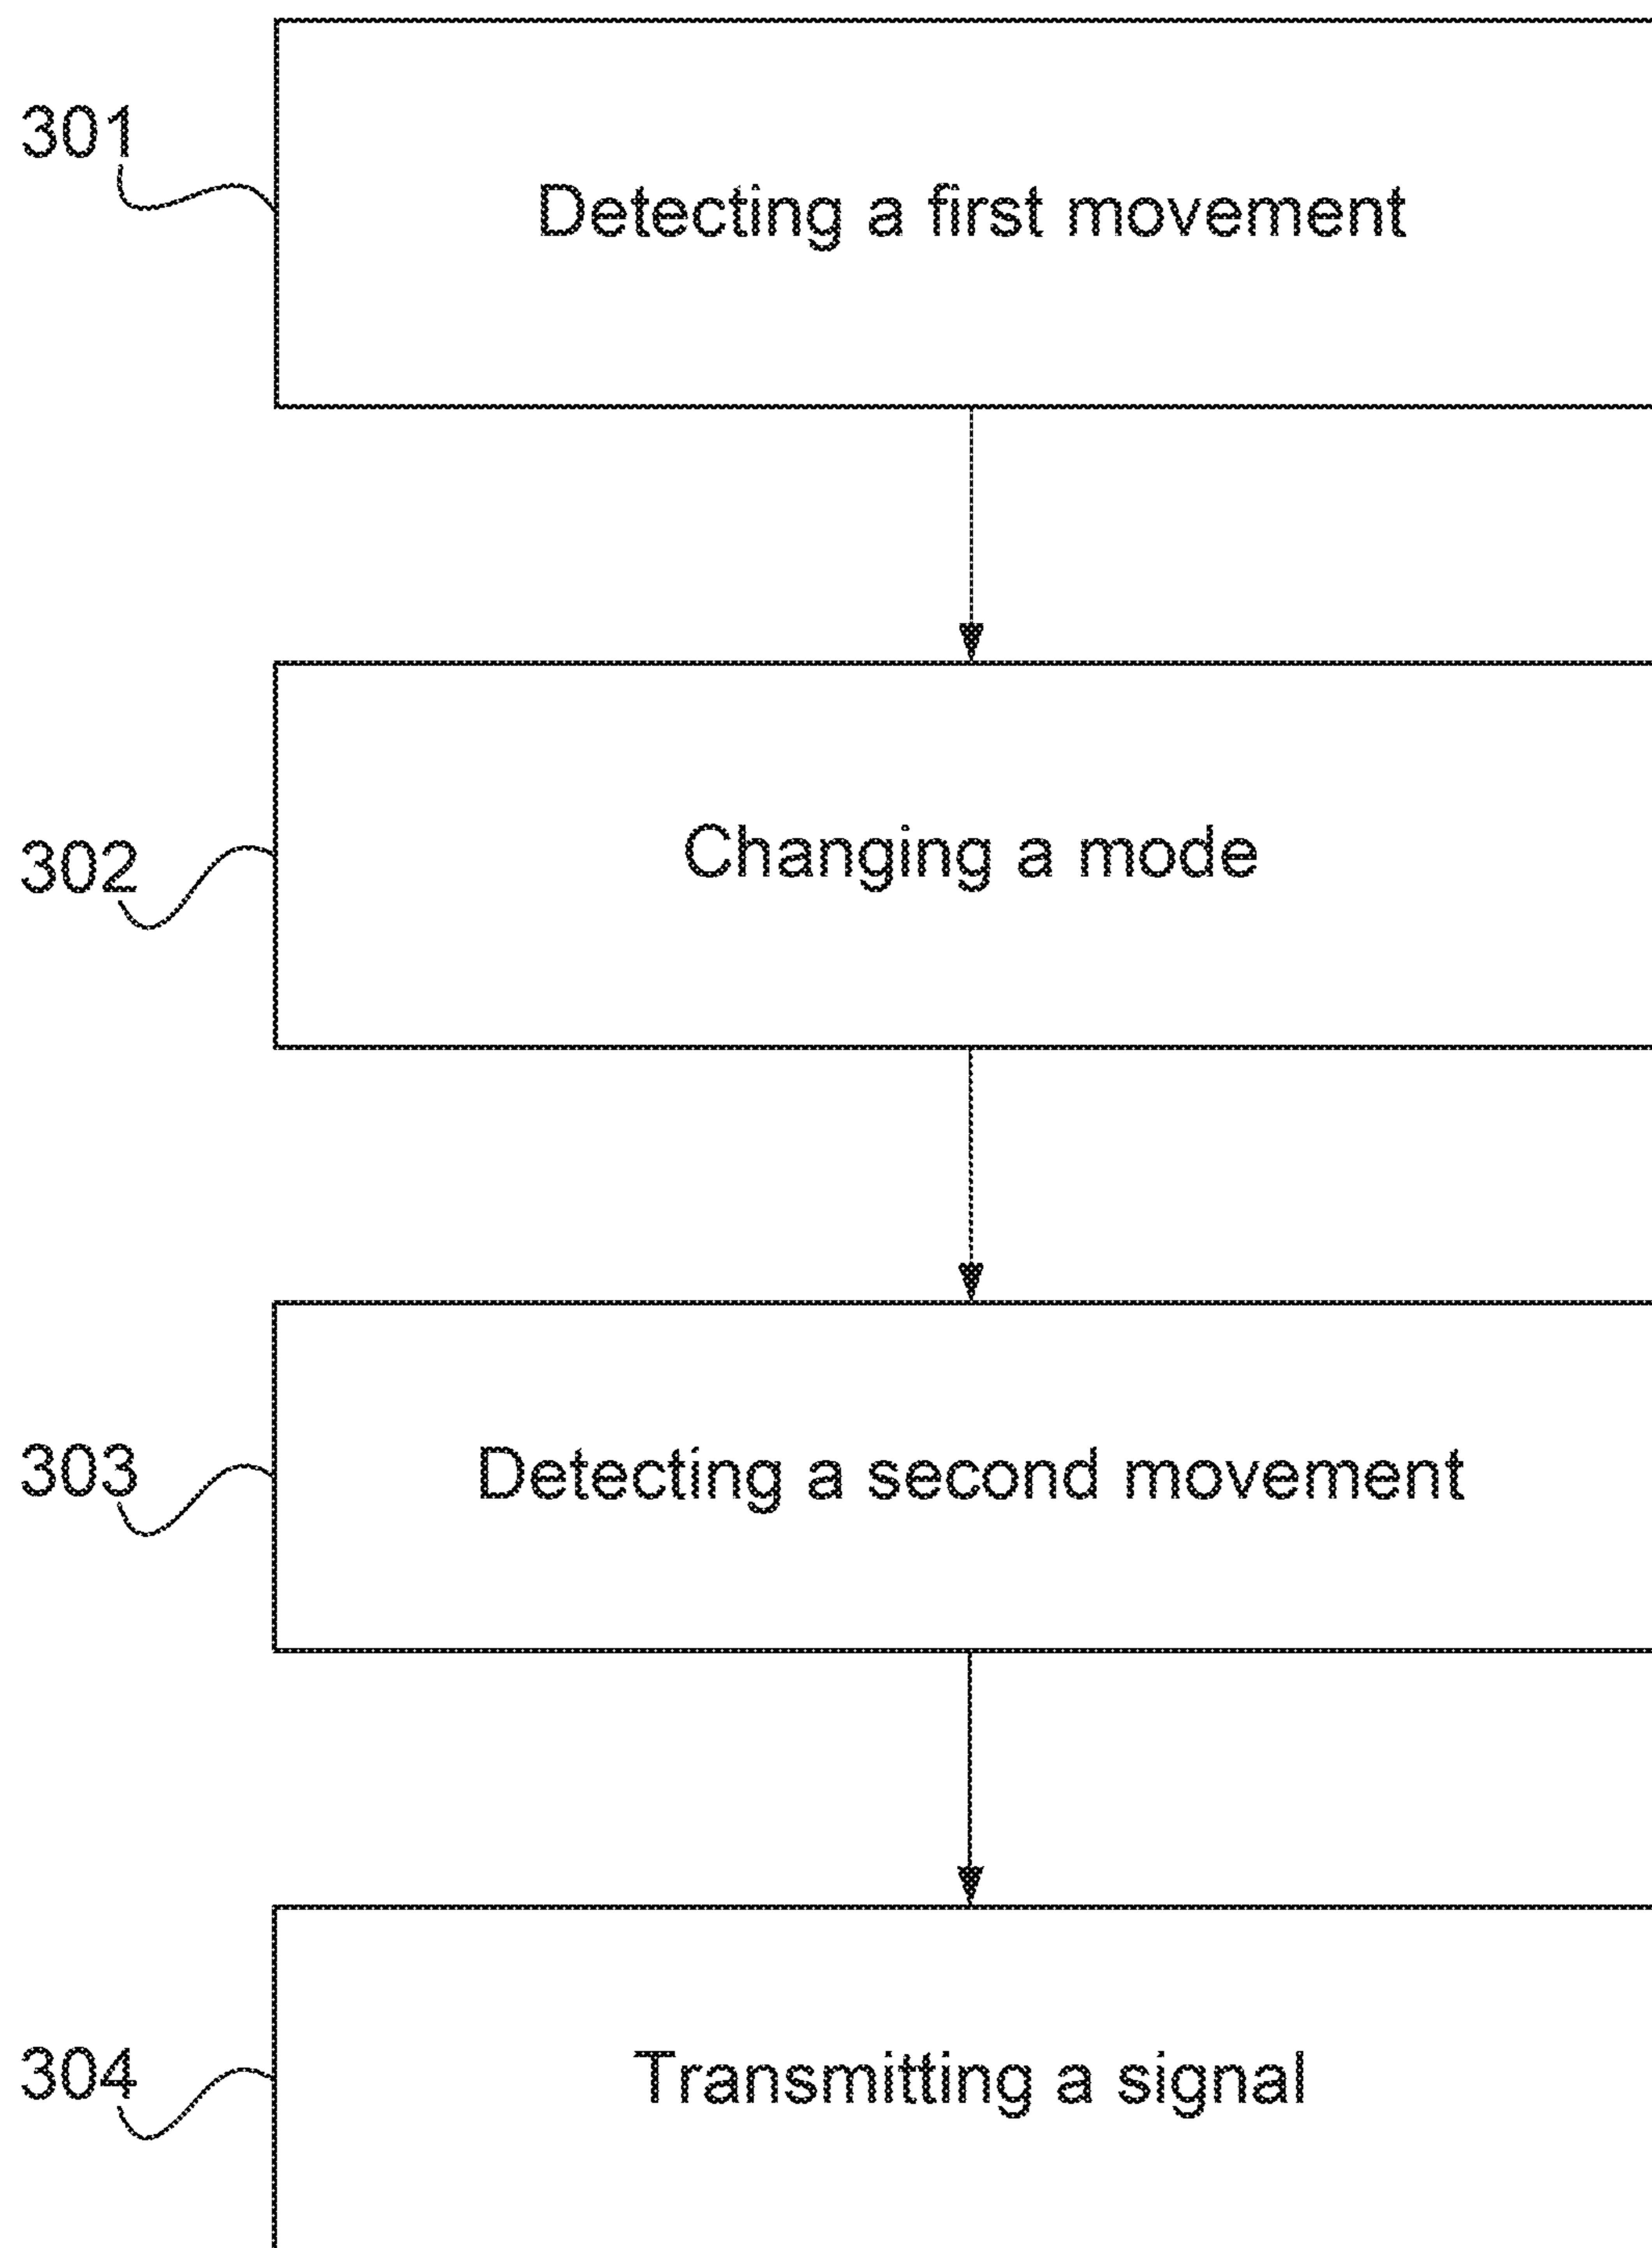 301
Detecting a first movement
302
Changing a mode
303
Detecting a second movement
304
Transmitting a signal